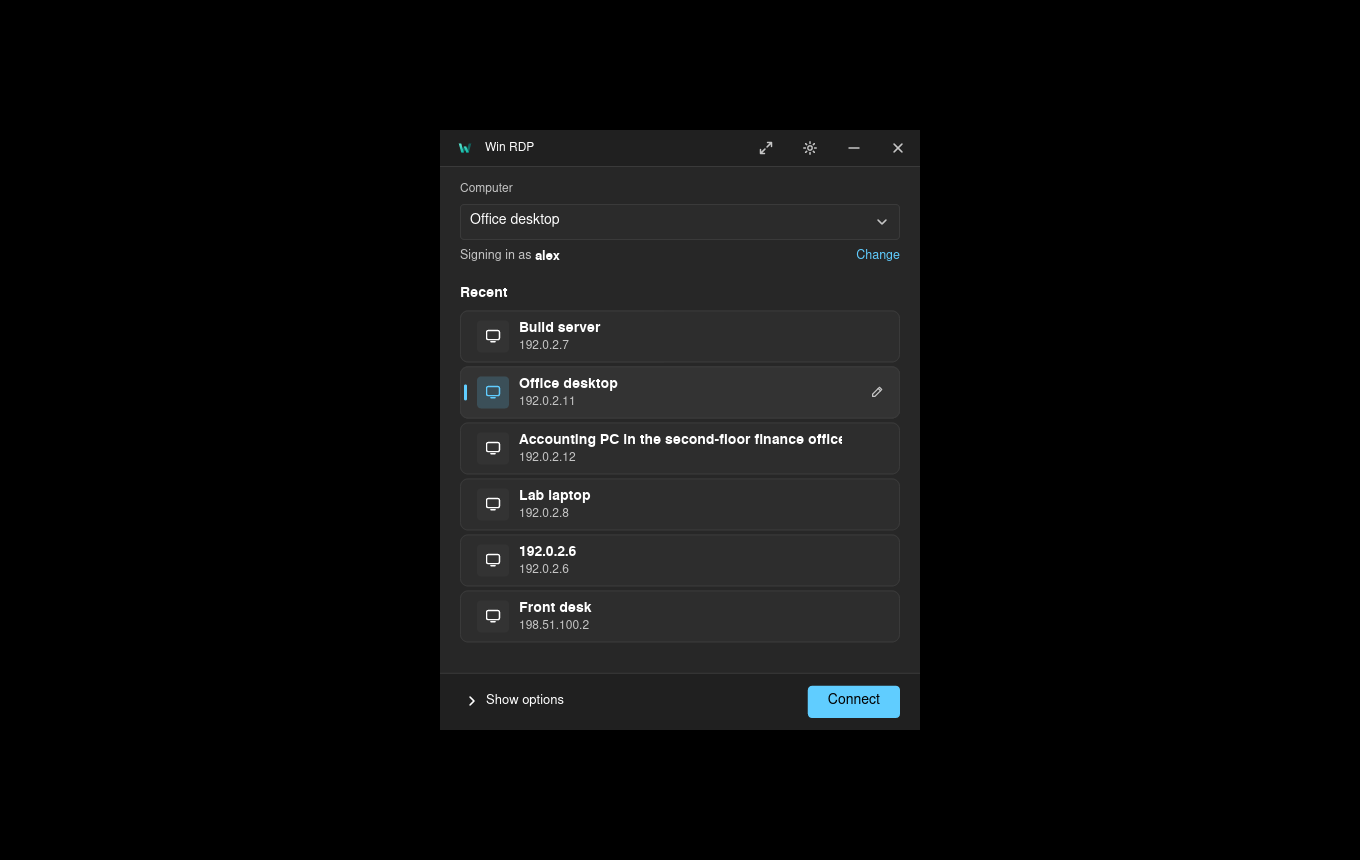 Win RDP
Computer
Office desktop
Signing in as alex
Change
Recent
Build server
192.0.2.7
Office desktop
192.0.2.11
Accounting PC in the second-floor finance office
192.0.2.12
Lab laptop
192.0.2.8
192.0.2.6
192.0.2.6
Front desk
198.51.100.2
Show options
Connect